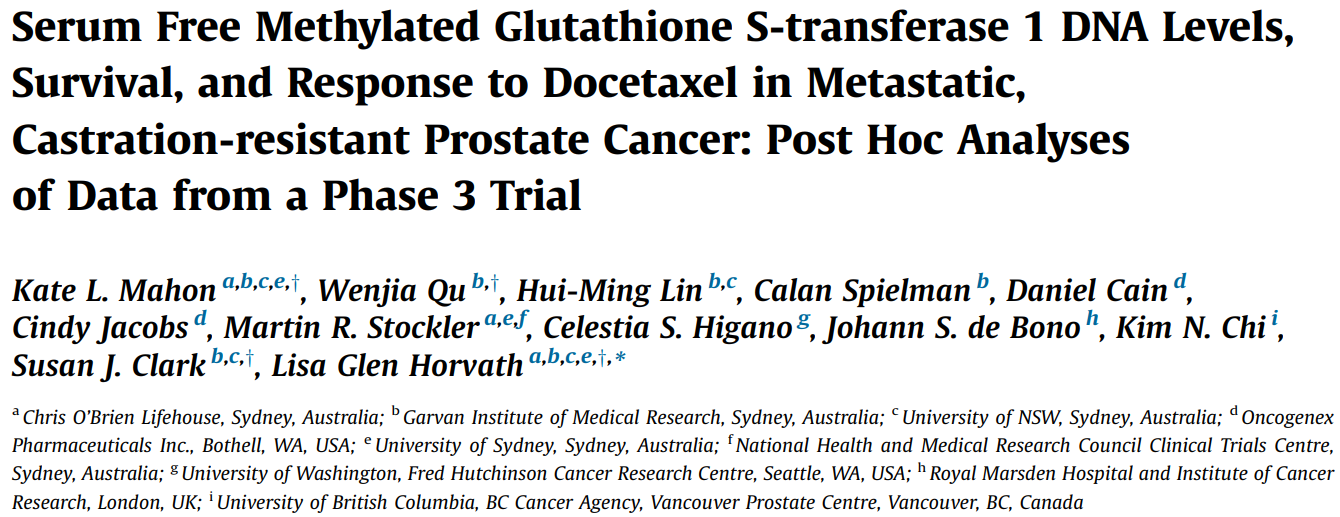 Serum Free Methylated Glutathione S-transferase 1 DNA Levels,
Survival, and Response to Docetaxel in Metastatic,
Castration-resistant Prostate Cancer: Post Hoc Analyses
of Data from a Phase 3 Trial
Kate L. Mahon a,b,c,e,†, Wenjia Qu b,†, Hui-Ming Lin b,c, Calan Spielman b, Daniel Cain d,
Cindy Jacobs d, Martin R. Stockler a,e,f, Celestia S. Higano g, Johann S. de Bono h, Kim N. Chi i,
Susan J. Clark b,c,†, Lisa Glen Horvath a,b,c,e,†,*
a Chris O'Brien Lifehouse, Sydney, Australia; b Garvan Institute of Medical Research, Sydney, Australia; c University of NSW, Sydney, Australia; d Oncogenex
Pharmaceuticals Inc., Bothell, WA, USA; e University of Sydney, Sydney, Australia; f National Health and Medical Research Council Clinical Trials Centre,
Sydney, Australia; g University of Washington, Fred Hutchinson Cancer Research Centre, Seattle, WA, USA; h Royal Marsden Hospital and Institute of Cancer
Research, London, UK; i University of British Columbia, BC Cancer Agency, Vancouver Prostate Centre, Vancouver, BC, Canada